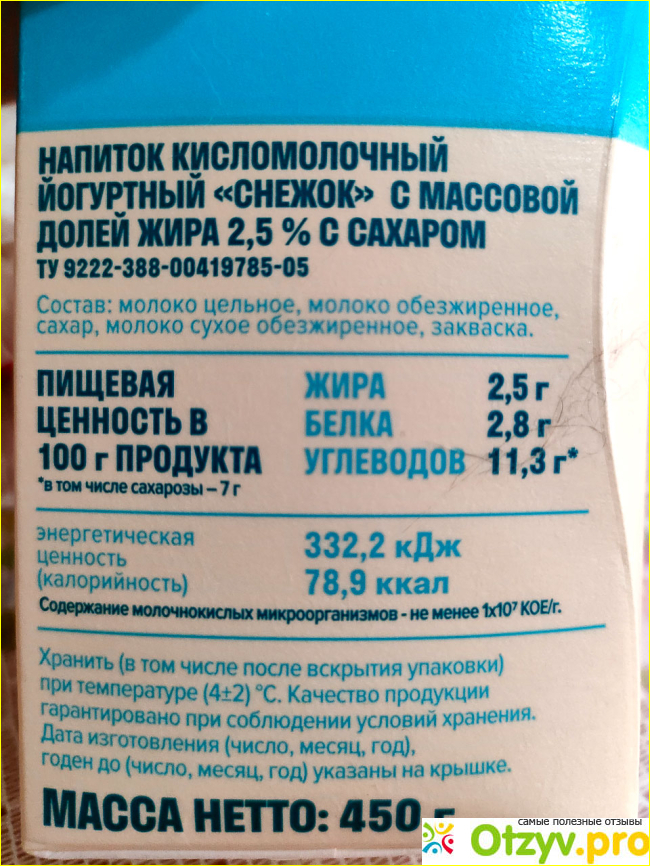 НАПИТОК КИСЛОМОЛОЧНЫЙ
ЙОГУРТНЫЙ «СНЕЖОК» С МАССОВОЙ
ДОЛЕЙ ЖИРА 2,5 % С САХАРОМ
ТУ 9222-388-00419785-05
Состав: молоко цельное, молоко обезжиренное,
сахар, молоко сухое обезжиренное, закваска.
ПИЩЕВАЯ ЖИРА 2,5 г
ЦЕННОСТЬ В БЕЛКА 2,8 г
100 г ПРОДУКТА УГЛЕВОДОВ 11,3 г*
*в том числе сахарозы – 7 г
энергетическая
ценность 332,2 кДж
(калорийность) 78,9 ккал
Содержание молочнокислых микроорганизмов - не менее 1х10⁷ КОЕ/г.
Хранить (в том числе после вскрытия упаковки)
при температуре (4±2) °С. Качество продукции
гарантировано при соблюдении условий хранения.
Дата изготовления (число, месяц, год),
годен до (число, месяц, год) указаны на крышке.
МАССА НЕТТО: 450 г
самые полезные отзывы
Otzyv.pro